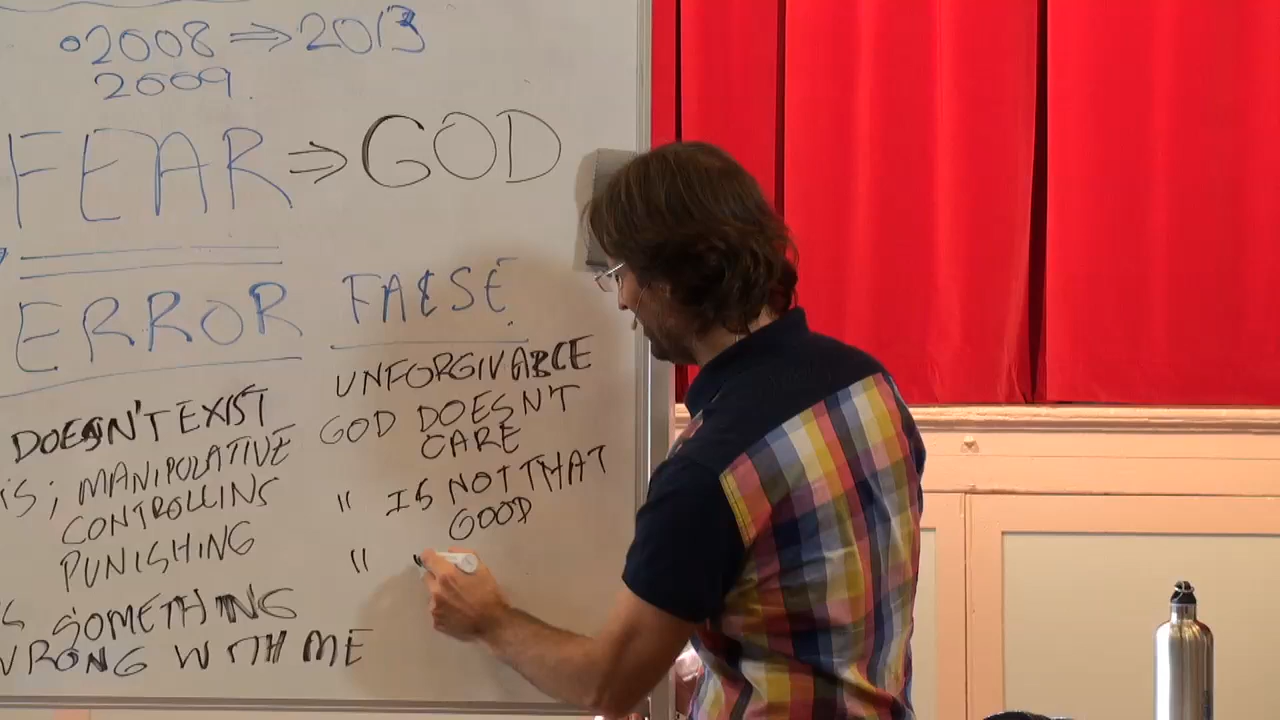 2008 ⇒ 2013
2009.
FEAR ⇒ GOD
ERROR
DOESN'T EXIST
IS; MANIPULATIVE
CONTROLLING
PUNISHING
SOMETHING
WRONG WITH ME
FALSE
UNFORGIVABLE
GOD DOESN'T
CARE
" IS NOT THAT
GOOD
"